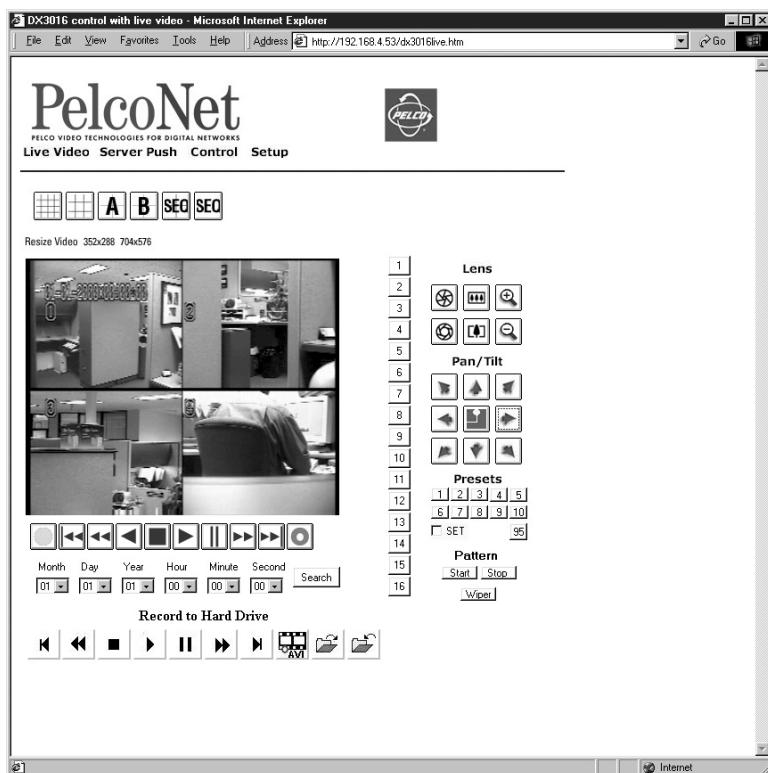 DX3016 control with live video - Microsoft Internet Explorer
File Edit View Favorites Tools Help Address http://192.168.4.53/dx3016live.htm Go
PelcoNet
PELCO VIDEO TECHNOLOGIES FOR DIGITAL NETWORKS
PELCO
Live Video Server Push Control Setup
A B SEQ SEQ
Resize Video 352x288 704x576
1
2
3
4
5
6
7
8
9
10
11
12
13
14
15
16
Lens
Pan/Tilt
Presets
1 2 3 4 5
6 7 8 9 10
SET 95
Pattern
Start Stop
Wiper
Month Day Year Hour Minute Second
01 01 01 00 00 00 Search
Record to Hard Drive
AVI
Internet